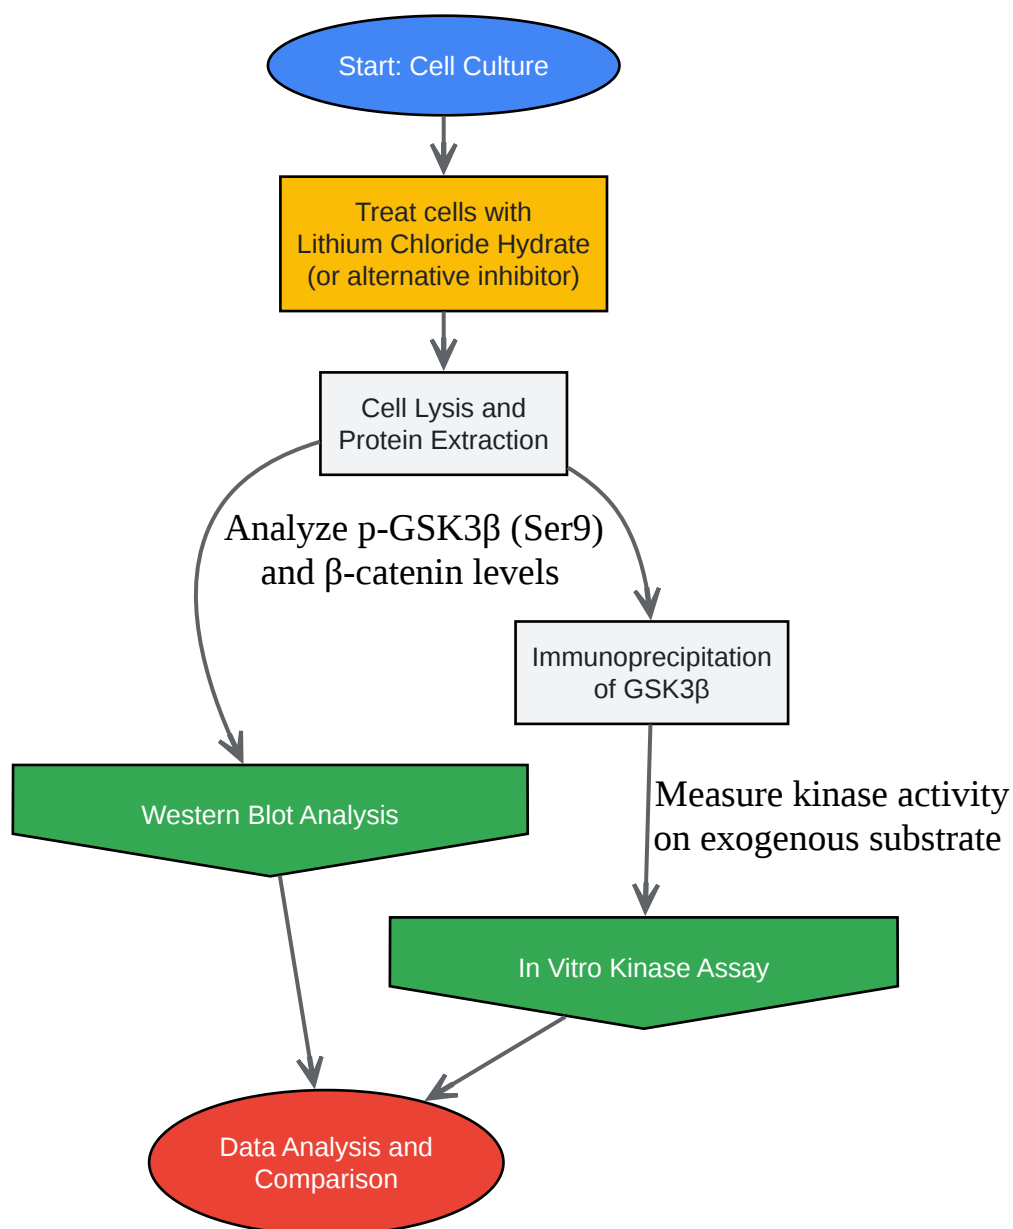 Start: Cell Culture
Treat cells with
Lithium Chloride Hydrate
(or alternative inhibitor)
Cell Lysis and
Protein Extraction
Analyze p-GSK3β (Ser9)
and β-catenin levels
Immunoprecipitation
of GSK3β
Western Blot Analysis
Measure kinase activity
on exogenous substrate
In Vitro Kinase Assay
Data Analysis and
Comparison